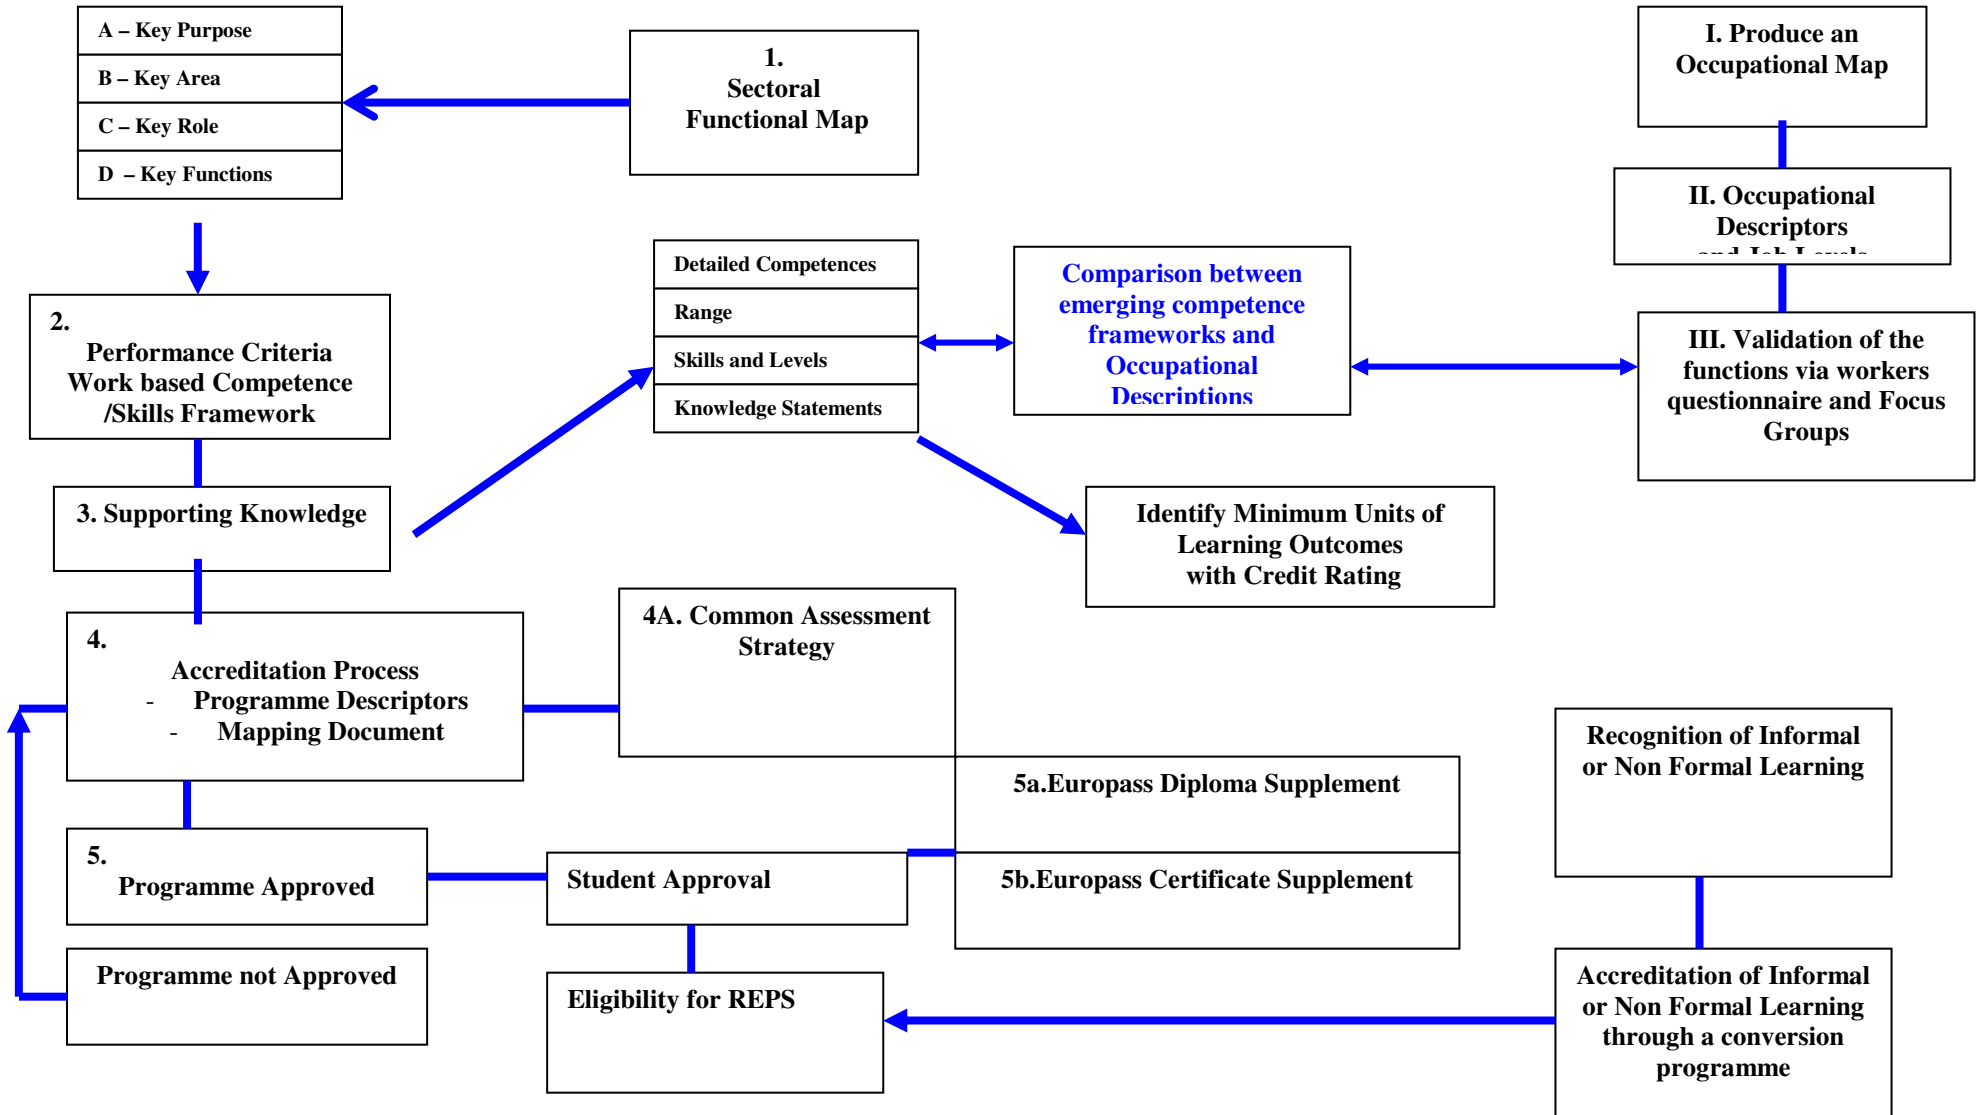 A – Key Purpose
B – Key Area
C – Key Role
D – Key Functions
1.
Sectoral
Functional Map
I. Produce an
Occupational Map
II. Occupational
Descriptors
and Job Levels
2.
Performance Criteria
Work based Competence
/Skills Framework
Detailed Competences
Range
Skills and Levels
Knowledge Statements
Comparison between
emerging competence
frameworks and
Occupational
Descriptions
III. Validation of the
functions via workers
questionnaire and Focus
Groups
3. Supporting Knowledge
Identify Minimum Units of
Learning Outcomes
with Credit Rating
4.
Accreditation Process
- Programme Descriptors
- Mapping Document
4A. Common Assessment
Strategy
5a.Europass Diploma Supplement
5b.Europass Certificate Supplement
Recognition of Informal
or Non Formal Learning
5.
Programme Approved
Student Approval
Programme not Approved
Eligibility for REPS
Accreditation of Informal
or Non Formal Learning
through a conversion
programme